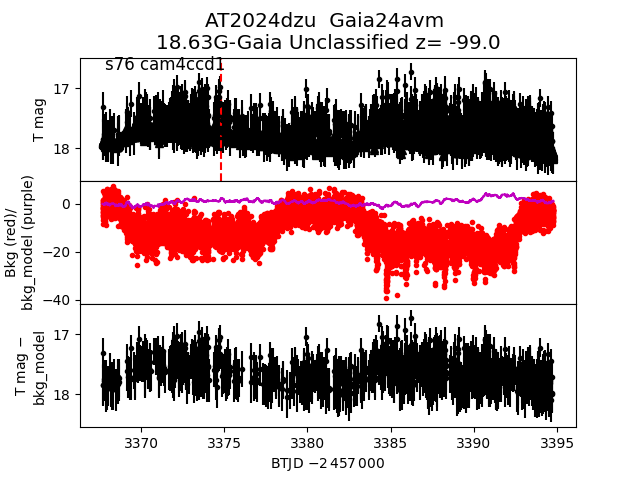 AT2024dzu  Gaia24avm
18.63G-Gaia Unclassified z= -99.0
s76 cam4ccd1
T mag
17
18
Bkg (red)/
bkg_model (purple)
0
−20
−40
T mag −
bkg_model
17
18
3370 3375 3380 3385 3390 3395
BTJD −2 457 000